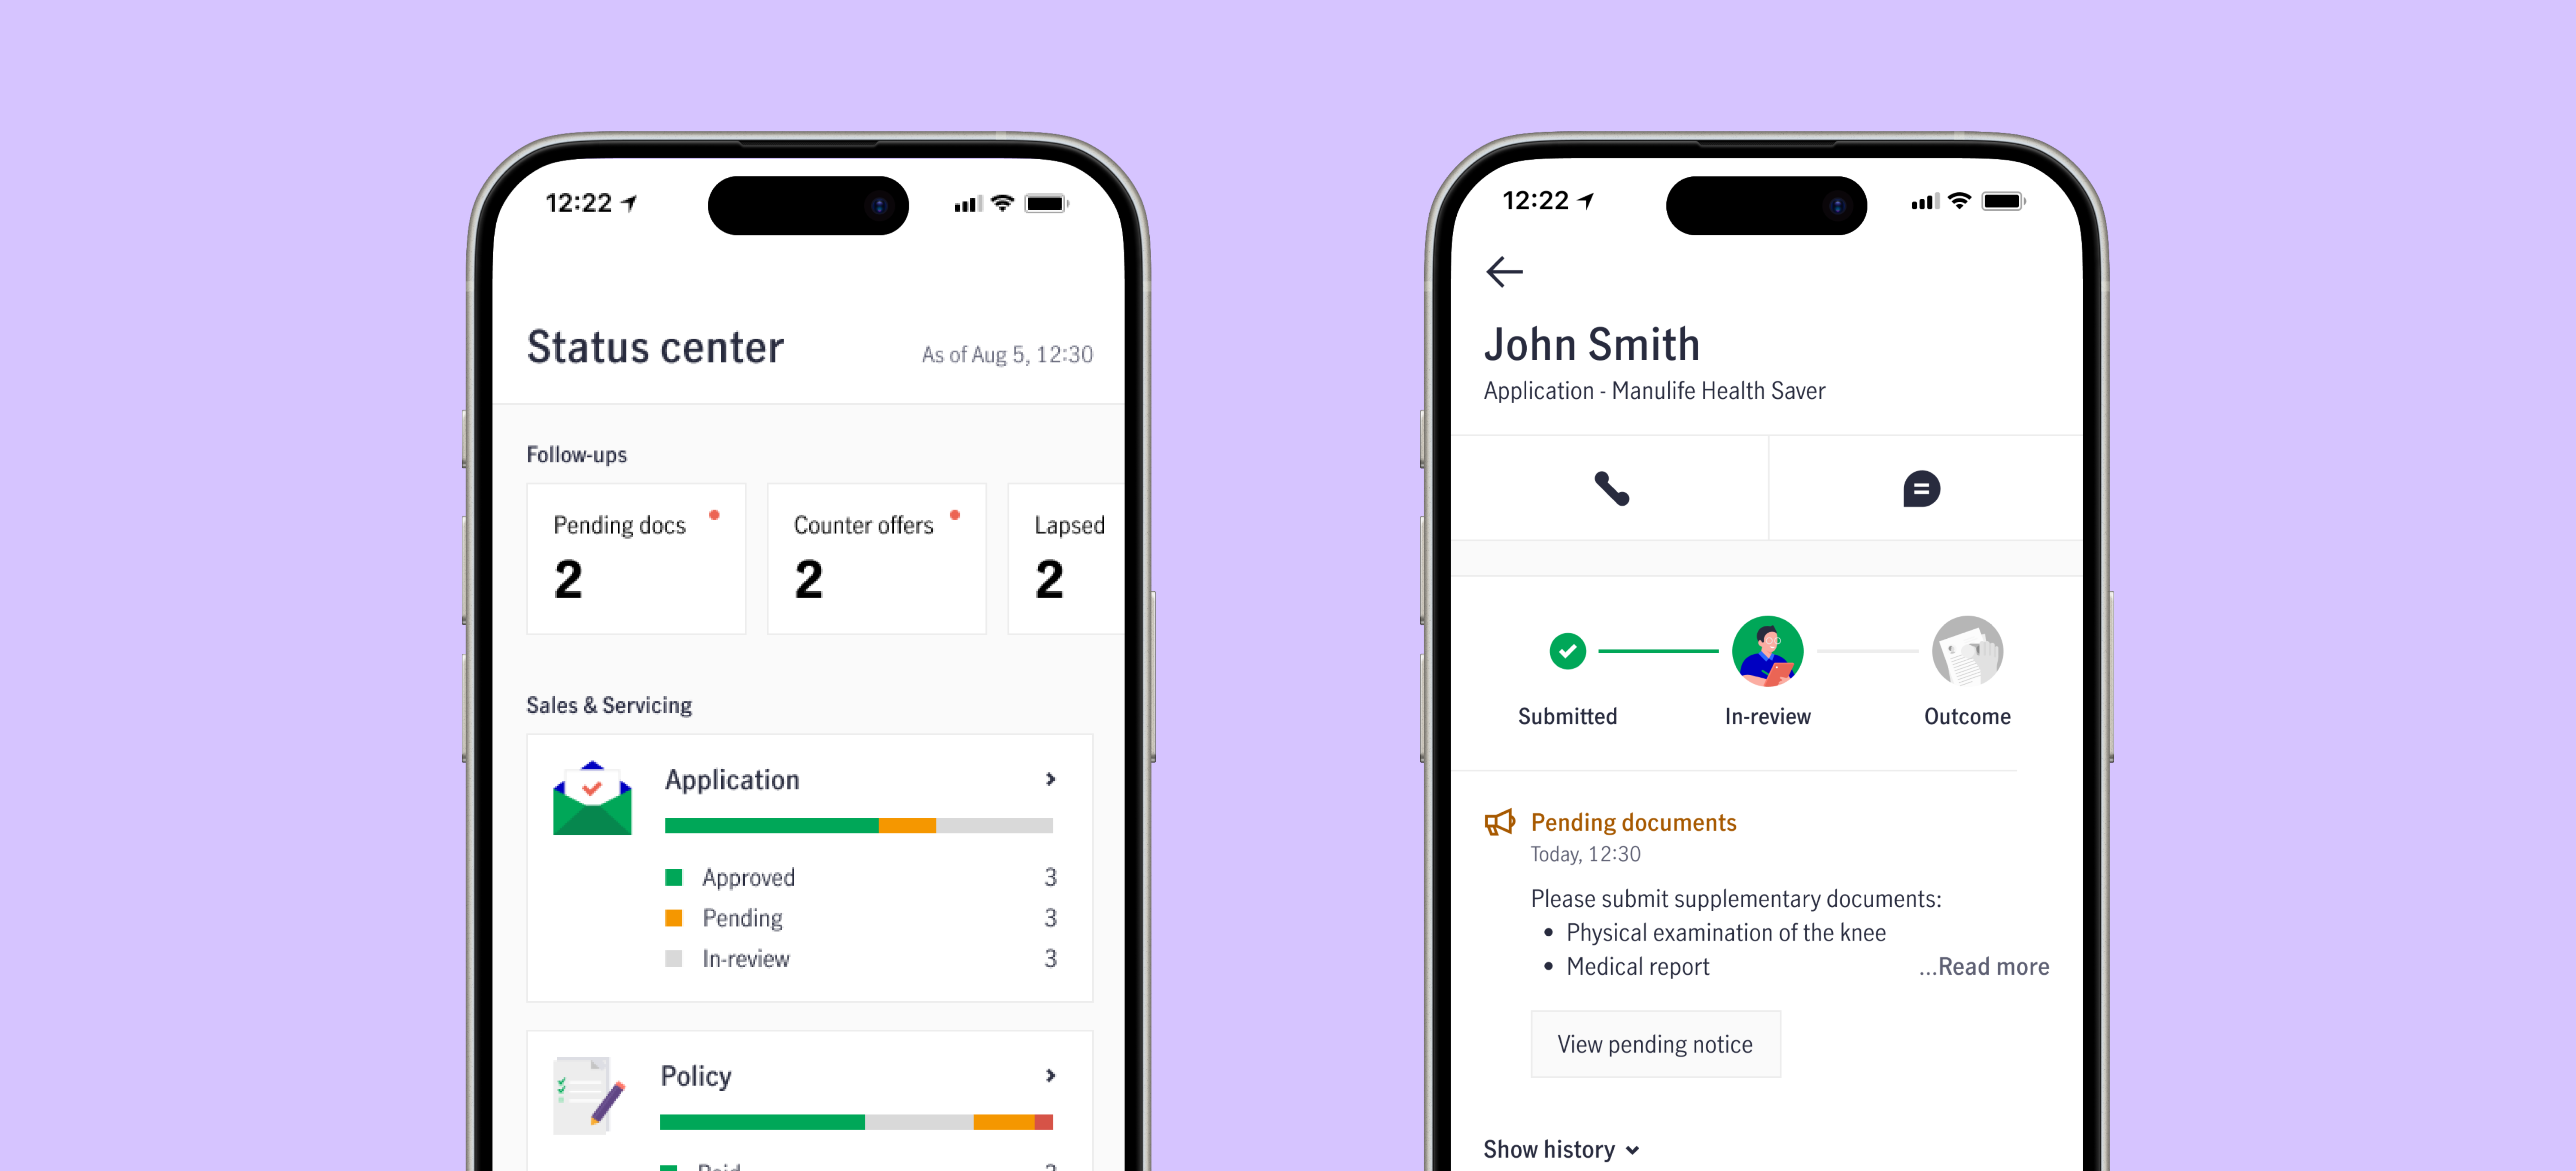 12:22
Status center
As of Aug 5, 12:30
Follow-ups
Pending docs
2
Counter offers
2
Lapsed
2
Sales & Servicing
Application
Approved 3
Pending 3
In-review 3
Policy
12:22
John Smith
Application - Manulife Health Saver
Submitted
In-review
Outcome
Pending documents
Today, 12:30
Please submit supplementary documents:
• Physical examination of the knee
• Medical report
...Read more
View pending notice
Show history